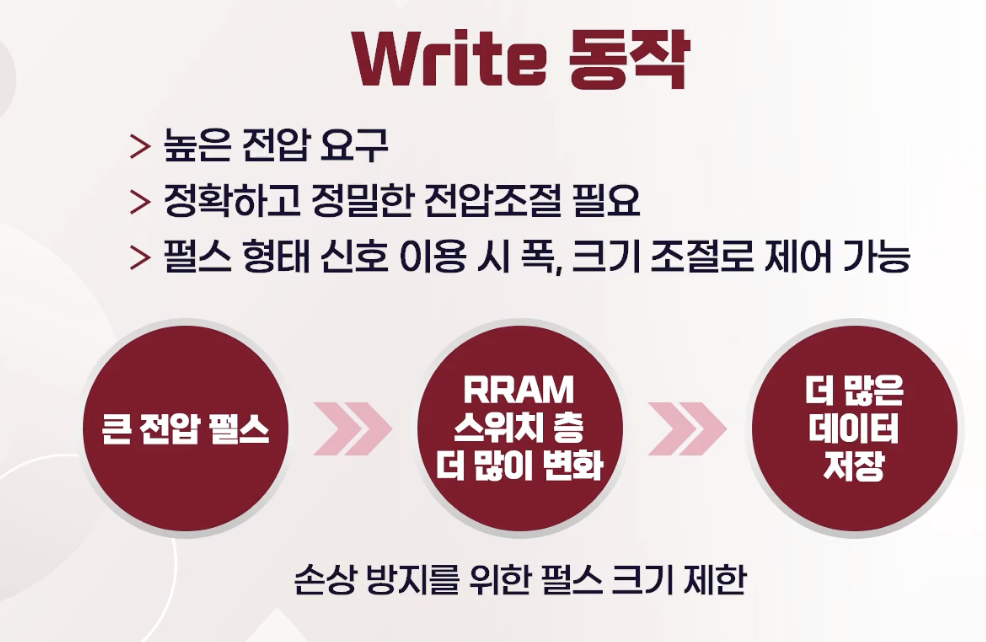 Write 동작
> 높은 전압 요구
> 정확하고 정밀한 전압조절 필요
> 펄스 형태 신호 이용 시 폭, 크기 조절로 제어 가능
큰 전압 펄스
RRAM
스위치 층
더 많이 변화
더 많은
데이터
저장
손상 방지를 위한 펄스 크기 제한